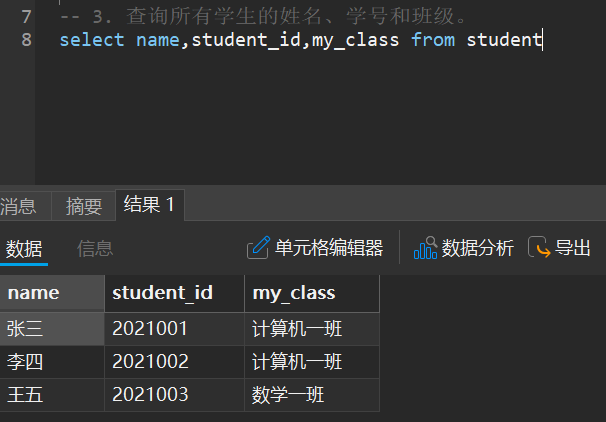 7 -- 3. 查询所有学生的姓名、学号和班级。
8 select name,student_id,my_class from student
消息 摘要 结果 1
数据 信息 单元格编辑器 数据分析 导出
name student_id my_class
张三 2021001 计算机一班
李四 2021002 计算机一班
王五 2021003 数学一班